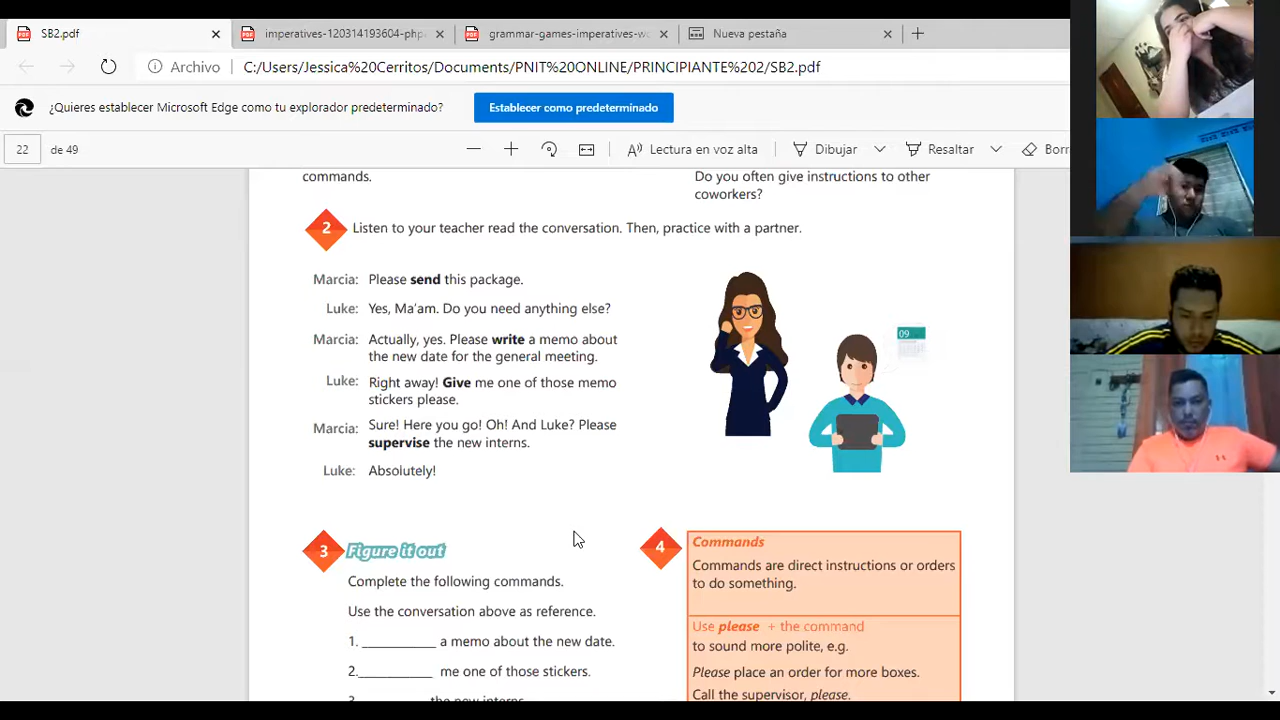 SB2.pdf
imperatives-120314193604-php
grammar-games-imperatives-wo
Nueva pestaña
Archivo
C:/Users/Jessica%20Cerritos/Documents/PNIT%20ONLINE/PRINCIPIANTE%202/SB2.pdf
¿Quieres establecer Microsoft Edge como tu explorador predeterminado?
Establecer como predeterminado
22 de 49
Lectura en voz alta
Dibujar
Resaltar
Borr
commands.
Do you often give instructions to other
coworkers?
2 Listen to your teacher read the conversation. Then, practice with a partner.
Marcia: Please send this package.
Luke: Yes, Ma'am. Do you need anything else?
Marcia: Actually, yes. Please write a memo about
the new date for the general meeting.
Luke: Right away! Give me one of those memo
stickers please.
Marcia: Sure! Here you go! Oh! And Luke? Please
supervise the new interns.
Luke: Absolutely!
09
3 Figure it out
Complete the following commands.
Use the conversation above as reference.
1. __________ a memo about the new date.
2.__________ me one of those stickers.
3. __________ the new interns.
4 Commands
Commands are direct instructions or orders
to do something.
Use please + the command
to sound more polite, e.g.
Please place an order for more boxes.
Call the supervisor, please.